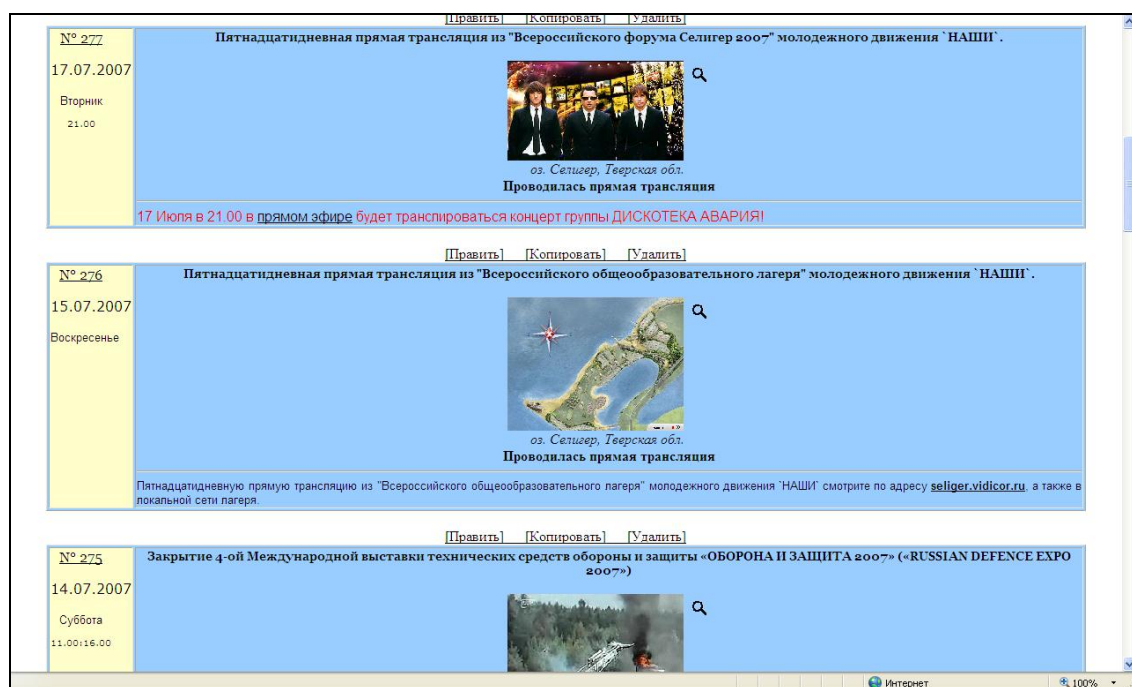 [Править] [Копировать] [Удалить]
N° 277
17.07.2007
Вторник
21.00
Пятнадцатидневная прямая трансляция из "Всероссийского форума Селигер 2007" молодежного движения `НАШИ`.
оз. Селигер, Тверская обл.
Проводилась прямая трансляция
17 Июля в 21.00 в прямом эфире будет транслироваться концерт группы ДИСКОТЕКА АВАРИЯ!
[Править] [Копировать] [Удалить]
N° 276
15.07.2007
Воскресенье
Пятнадцатидневная прямая трансляция из "Всероссийского общеообразовательного лагеря" молодежного движения `НАШИ`.
оз. Селигер, Тверская обл.
Проводилась прямая трансляция
Пятнадцатидневную прямую трансляцию из "Всероссийского общеообразовательного лагеря" молодежного движения `НАШИ` смотрите по адресу seliger.vidicor.ru, а также в
локальной сети лагеря.
[Править] [Копировать] [Удалить]
N° 275
14.07.2007
Суббота
11.00:16.00
Закрытие 4-ой Международной выставки технических средств обороны и защиты «ОБОРОНА И ЗАЩИТА 2007» («RUSSIAN DEFENCE EXPO
2007»)
Интернет
100%